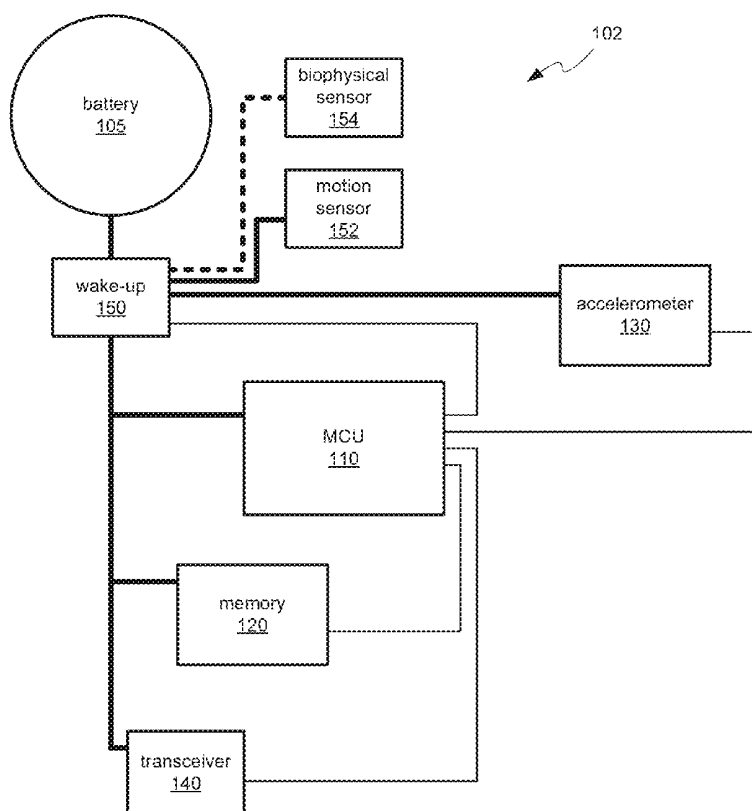 102
battery
105
biophysical
sensor
154
motion
sensor
152
wake-up
150
accelerometer
130
MCU
110
memory
120
transceiver
140